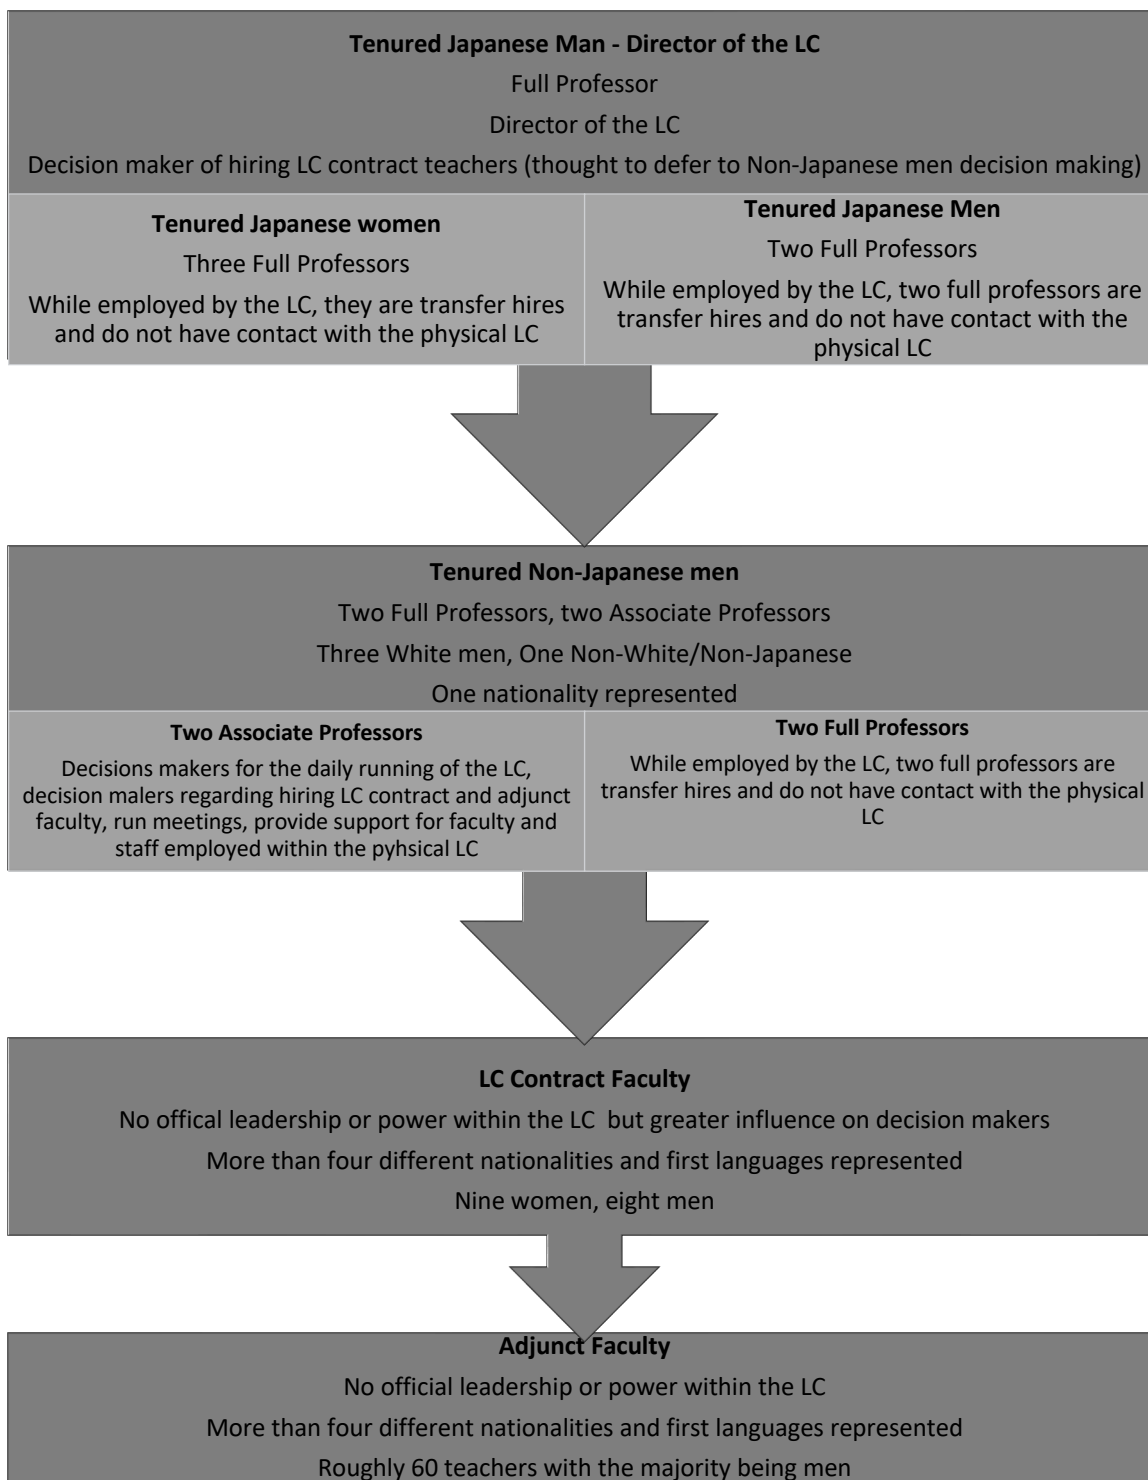 Tenured Japanese Man - Director of the LC
Full Professor
Director of the LC
Decision maker of hiring LC contract teachers (thought to defer to Non-Japanese men decision making)
Tenured Japanese women
Three Full Professors
While employed by the LC, they are transfer hires
and do not have contact with the physical LC
Tenured Japanese Men
Two Full Professors
While employed by the LC, two full professors are
transfer hires and do not have contact with the
physical LC
Tenured Non-Japanese men
Two Full Professors, two Associate Professors
Three White men, One Non-White/Non-Japanese
One nationality represented
Two Associate Professors
Decisions makers for the daily running of the LC,
decision malers regarding hiring LC contract and adjunct
faculty, run meetings, provide support for faculty and
staff employed within the pyhsical LC
Two Full Professors
While employed by the LC, two full professors are
transfer hires and do not have contact with the physical
LC
LC Contract Faculty
No offical leadership or power within the LC  but greater influence on decision makers
More than four different nationalities and first languages represented
Nine women, eight men
Adjunct Faculty
No official leadership or power within the LC
More than four different nationalities and first languages represented
Roughly 60 teachers with the majority being men